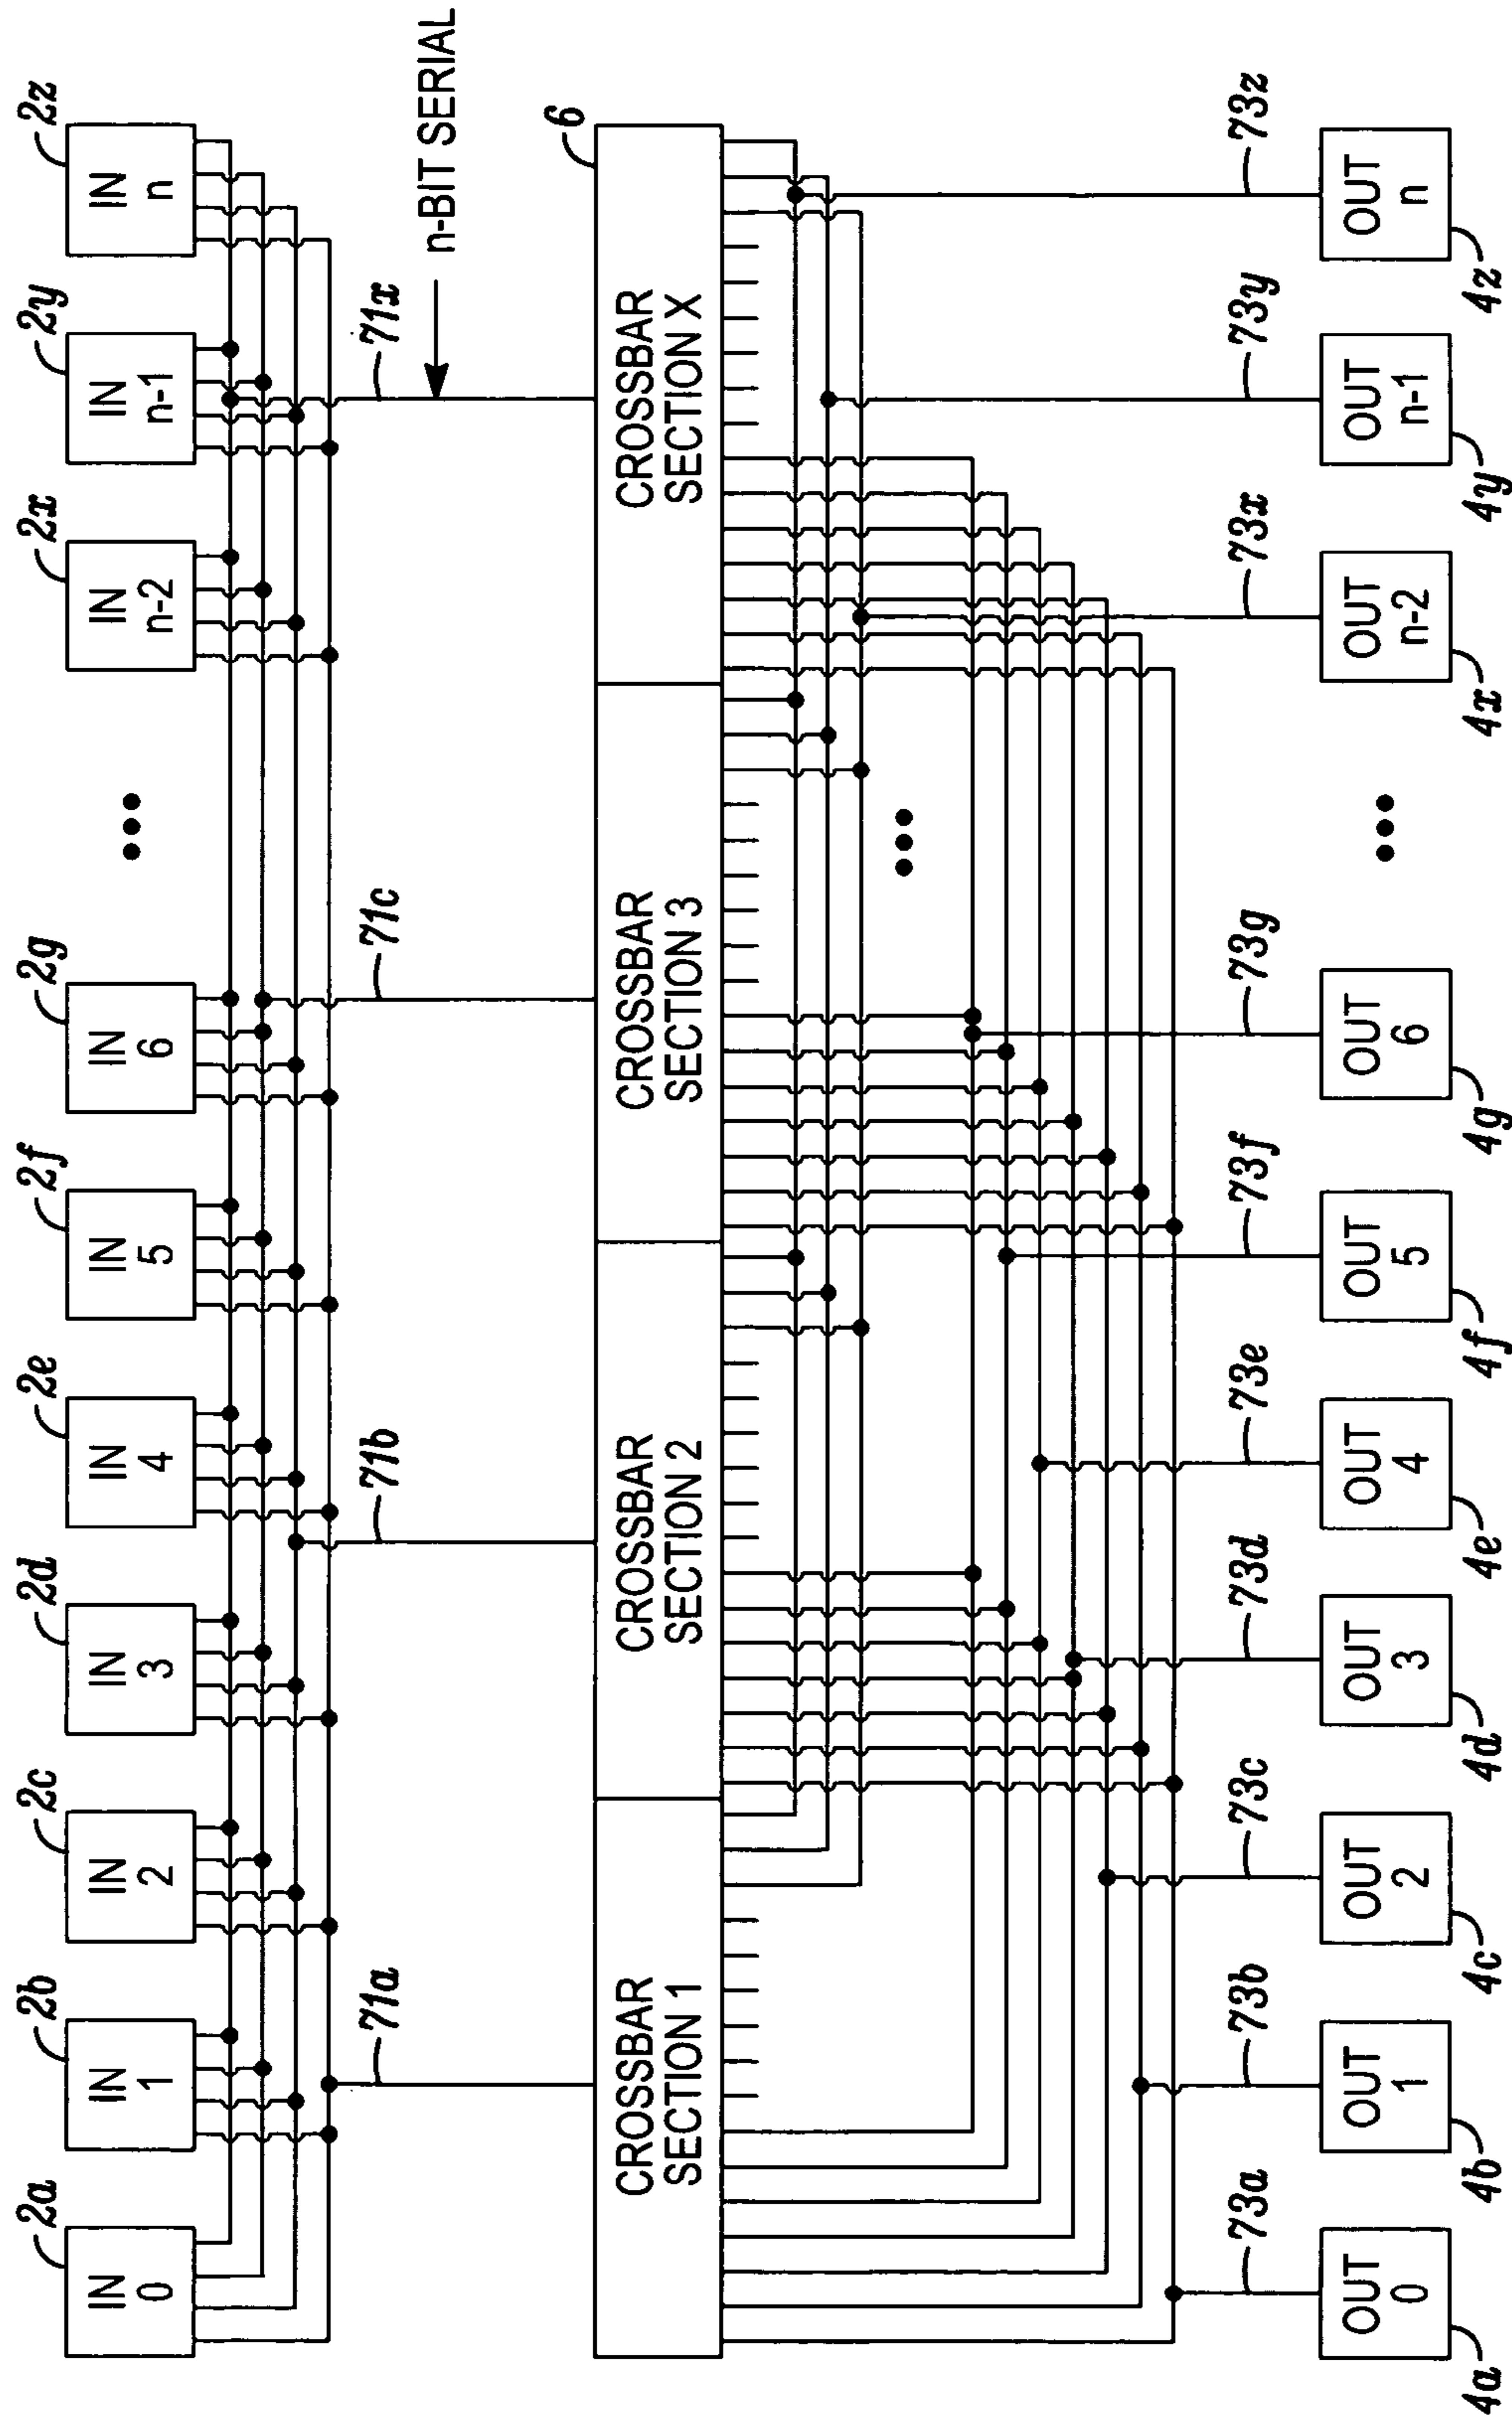 2a 2b 2c 2d 2e 2f 2g 2x 2y 2z
IN 0
IN 1
IN 2
IN 3
IN 4
IN 5
IN 6
•••
IN n-2
IN n-1
IN n
71a 71b 71c 71x
n-BIT SERIAL
6
CROSSBAR SECTION 1
CROSSBAR SECTION 2
CROSSBAR SECTION 3
CROSSBAR SECTION X
•••
73a 73b 73c 73d 73e 73f 73g 73x 73y 73z
OUT 0
OUT 1
OUT 2
OUT 3
OUT 4
OUT 5
OUT 6
•••
OUT n-2
OUT n-1
OUT n
4a 4b 4c 4d 4e 4f 4g 4x 4y 4z